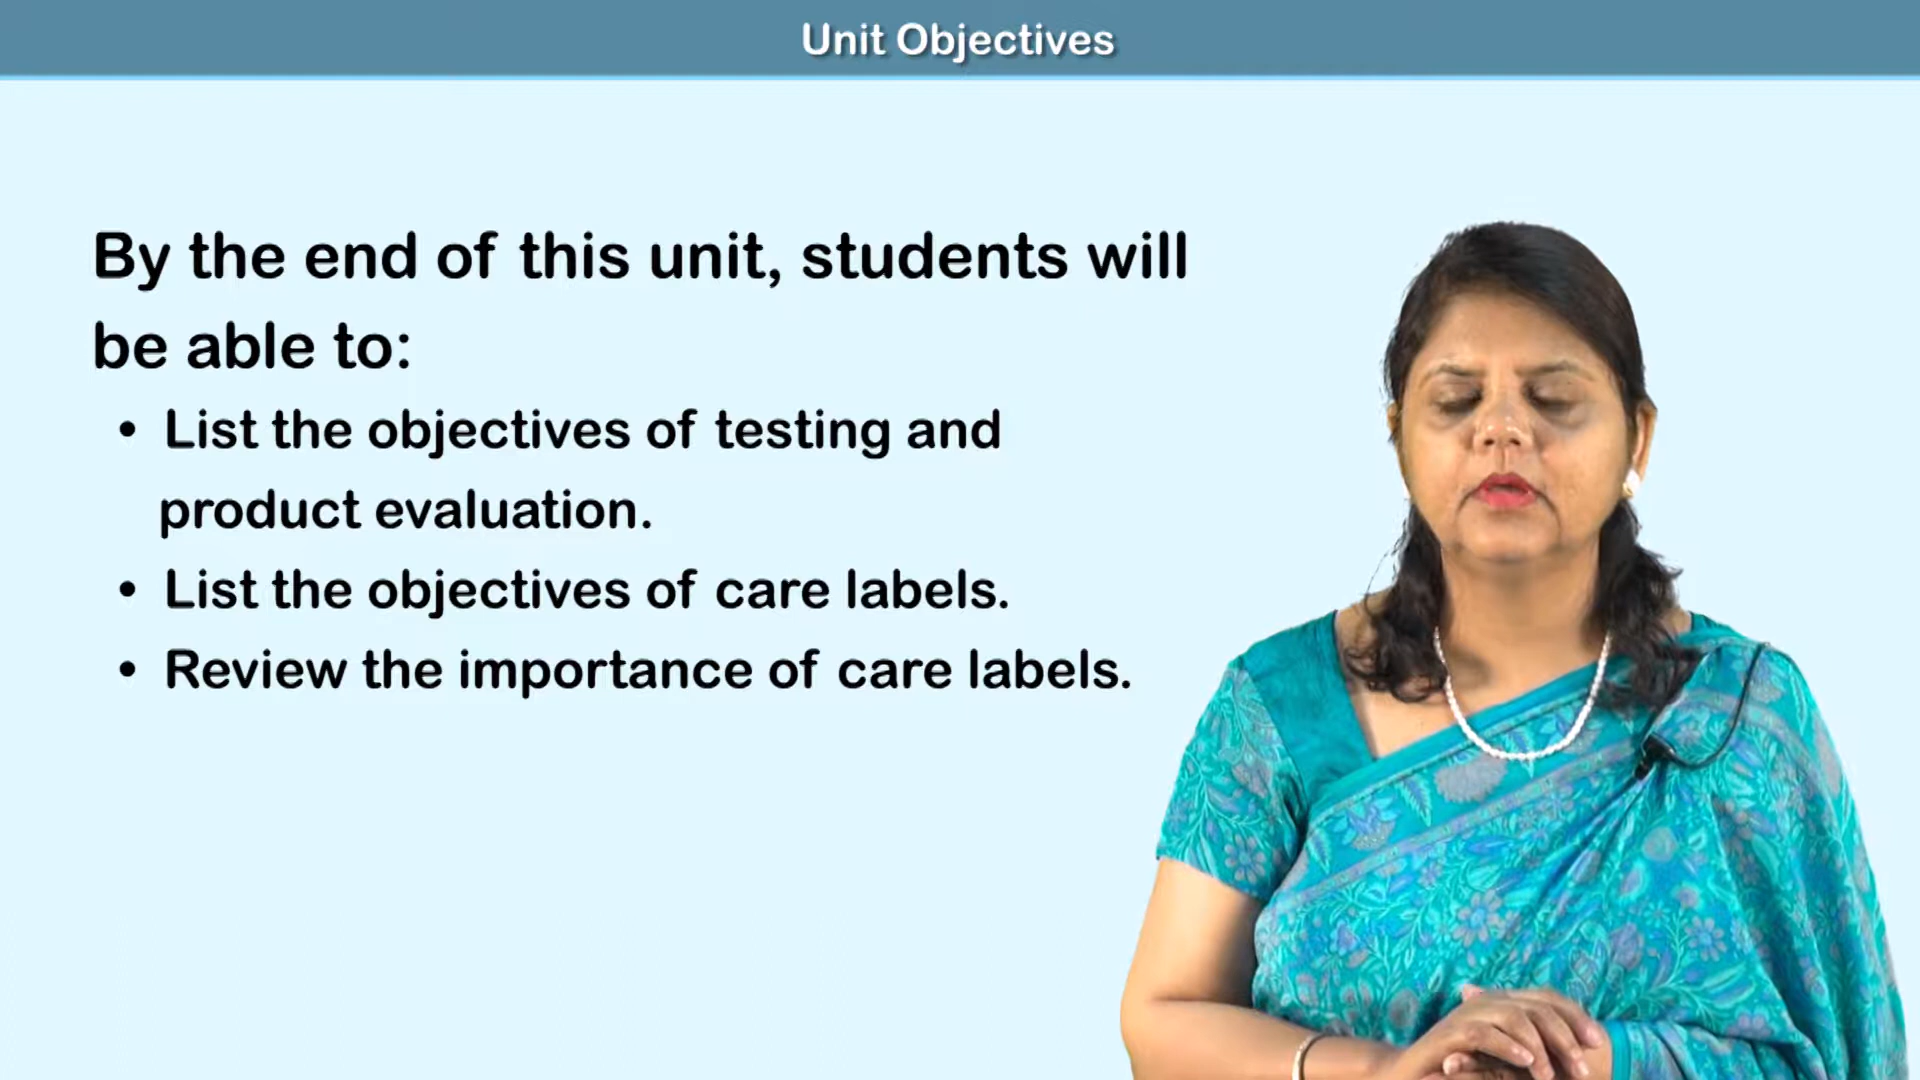 Unit Objectives
By the end of this unit, students will
be able to:
• List the objectives of testing and
product evaluation.
• List the objectives of care labels.
• Review the importance of care labels.